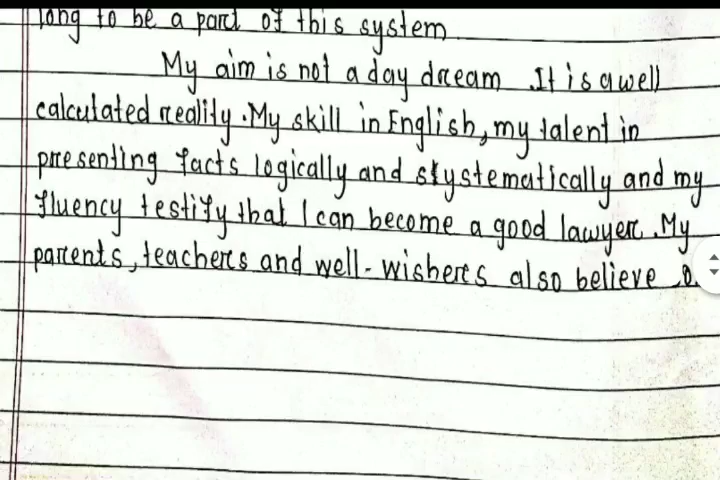 long to be a part of this system
My aim is not a day dream. It is a well
calculated reality. My skill in English, my talent in
presenting facts logically and systematically and my
fluency testify that I can become a good lawyer. My
parents, teachers and well-wishers also believe